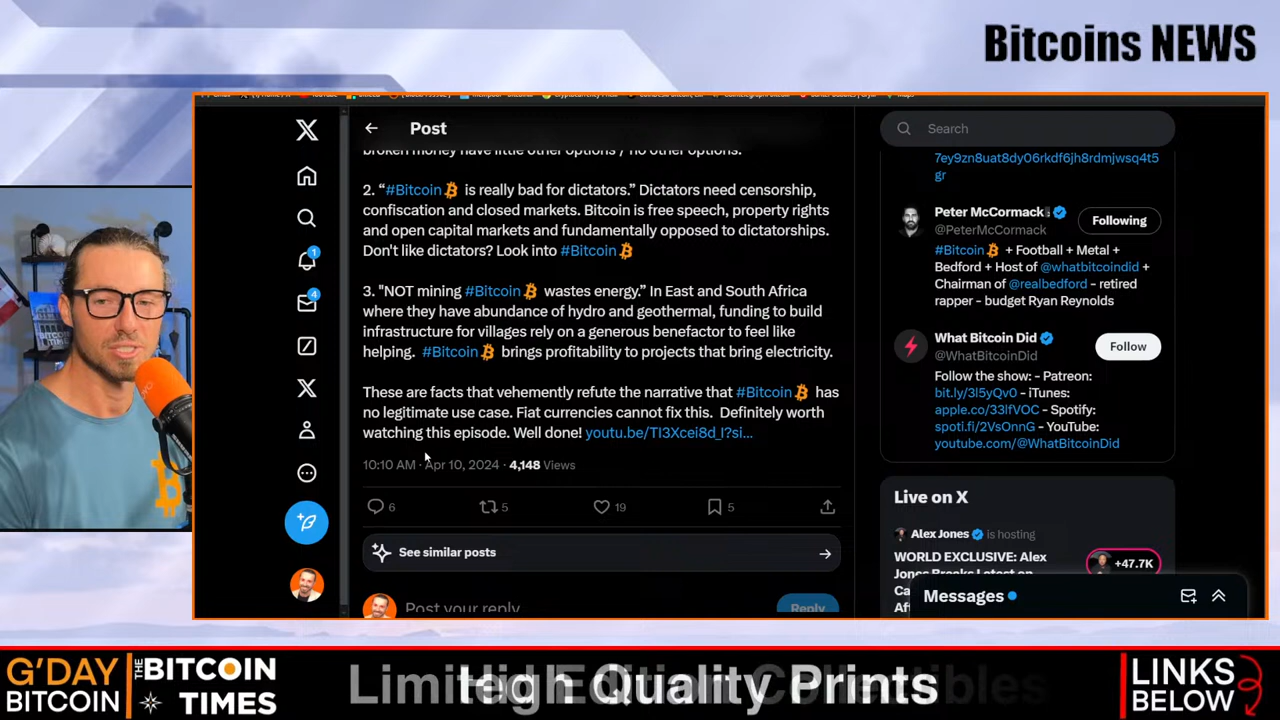 Bitcoins NEWS
Post
Search
broken money have little other options / no other options.
2. “#Bitcoin is really bad for dictators.” Dictators need censorship,
confiscation and closed markets. Bitcoin is free speech, property rights
and open capital markets and fundamentally opposed to dictatorships.
Don't like dictators? Look into #Bitcoin
3. "NOT mining #Bitcoin wastes energy.” In East and South Africa
where they have abundance of hydro and geothermal, funding to build
infrastructure for villages rely on a generous benefactor to feel like
helping. #Bitcoin brings profitability to projects that bring electricity.
These are facts that vehemently refute the narrative that #Bitcoin has
no legitimate use case. Fiat currencies cannot fix this. Definitely worth
watching this episode. Well done! youtu.be/TI3Xcei8d_I?si...
10:10 AM · Apr 10, 2024 · 4,148 Views
6 5 19 5
See similar posts
Post your reply
Reply
1
4
7ey9zn8uat8dy06rkdf6jh8rdmjwsq4t5
gr
Peter McCormack
@PeterMcCormack
Following
#Bitcoin + Football + Metal +
Bedford + Host of @whatbitcoindid +
Chairman of @realbedford - retired
rapper - budget Ryan Reynolds
What Bitcoin Did
@WhatBitcoinDid
Follow
Follow the show: - Patreon:
bit.ly/3l5yQv0 - iTunes:
apple.co/33lfVOC - Spotify:
spoti.fi/2VsOnnG - YouTube:
youtube.com/@WhatBitcoinDid
Live on X
Alex Jones is hosting
WORLD EXCLUSIVE: Alex
Jones Breaks Latest on
+47.7K
Messages
G'DAY
BITCOIN
THE
BITCOIN
TIMES
Quality Prints
LINKS
BELOW